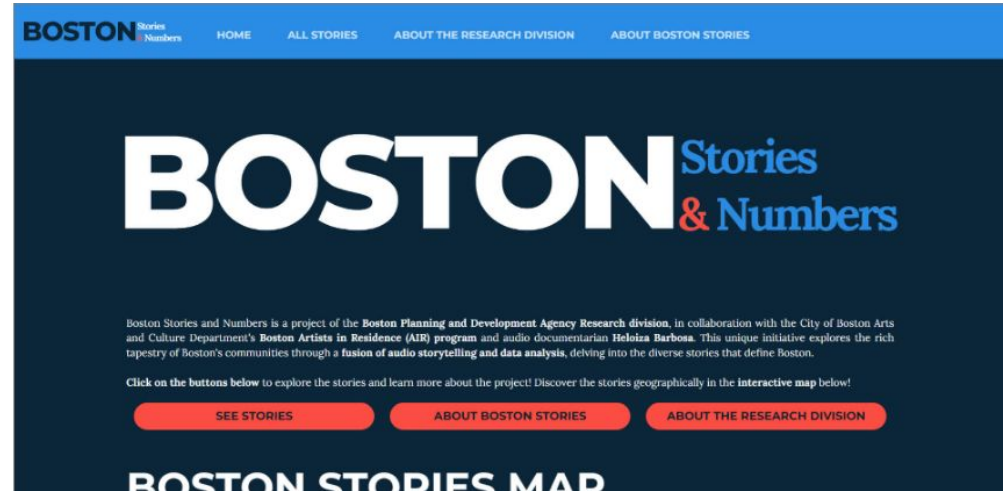 BOSTON Stories & Numbers HOME ALL STORIES ABOUT THE RESEARCH DIVISION ABOUT BOSTON STORIES
BOSTON Stories
& Numbers
Boston Stories and Numbers is a project of the Boston Planning and Development Agency Research division, in collaboration with the City of Boston Arts
and Culture Department's Boston Artists in Residence (AIR) program and audio documentarian Heloiza Barbosa. This unique initiative explores the rich
tapestry of Boston's communities through a fusion of audio storytelling and data analysis, delving into the diverse stories that define Boston.
Click on the buttons below to explore the stories and learn more about the project! Discover the stories geographically in the interactive map below!
SEE STORIES ABOUT BOSTON STORIES ABOUT THE RESEARCH DIVISION
BOSTON STORIES MAP